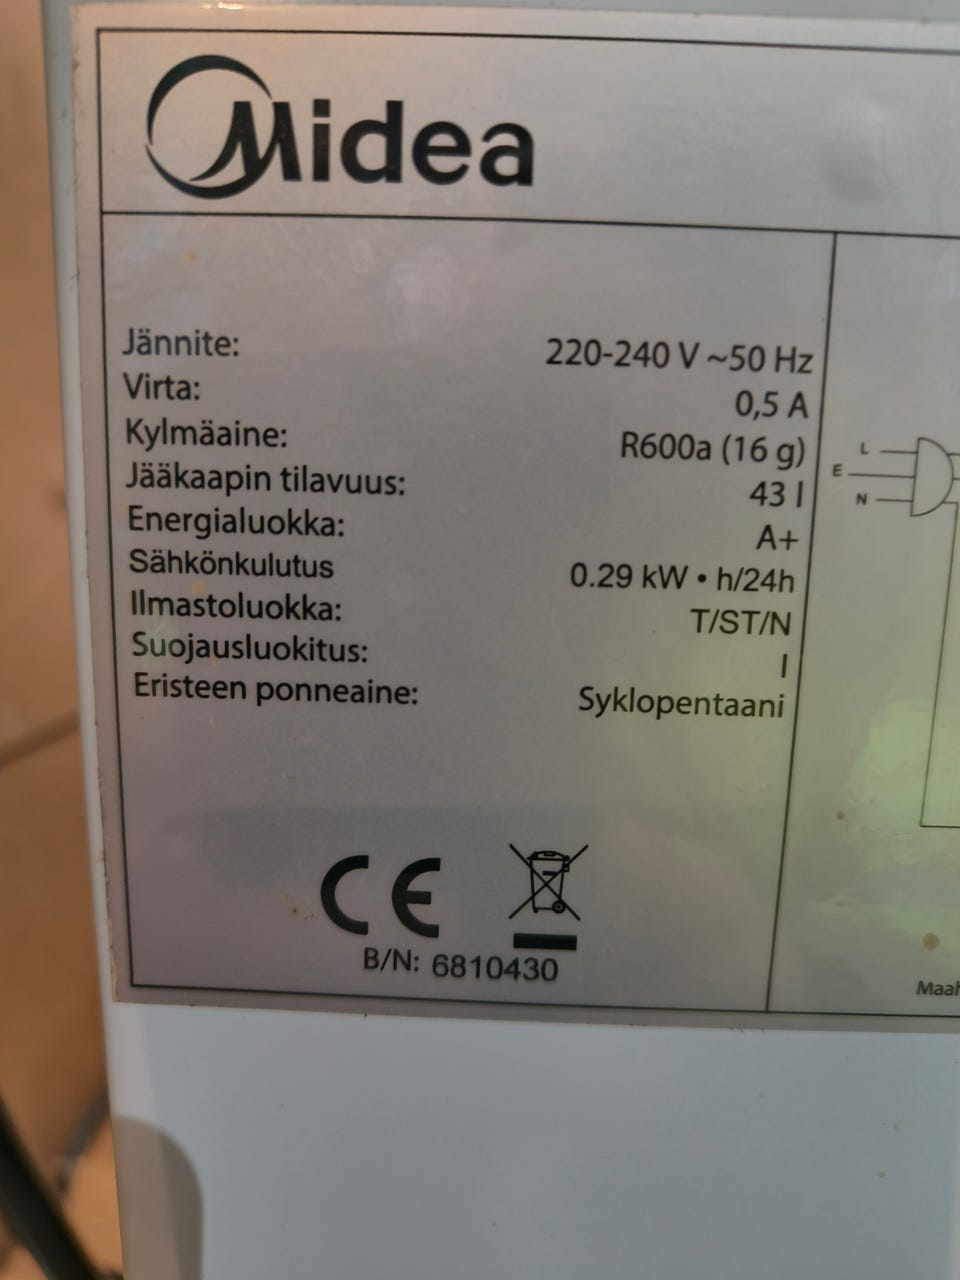 Midea
Jännite: 220-240 V ~50 Hz
Virta: 0,5 A
Kylmäaine: R600a (16 g)
Jääkaapin tilavuus: 43 l
Energialuokka: A+
Sähkönkulutus 0.29 kW • h/24h
Ilmastoluokka: T/ST/N
Suojausluokitus: I
Eristeen ponneaine: Syklopentaani
CE
B/N: 6810430
L
E
N